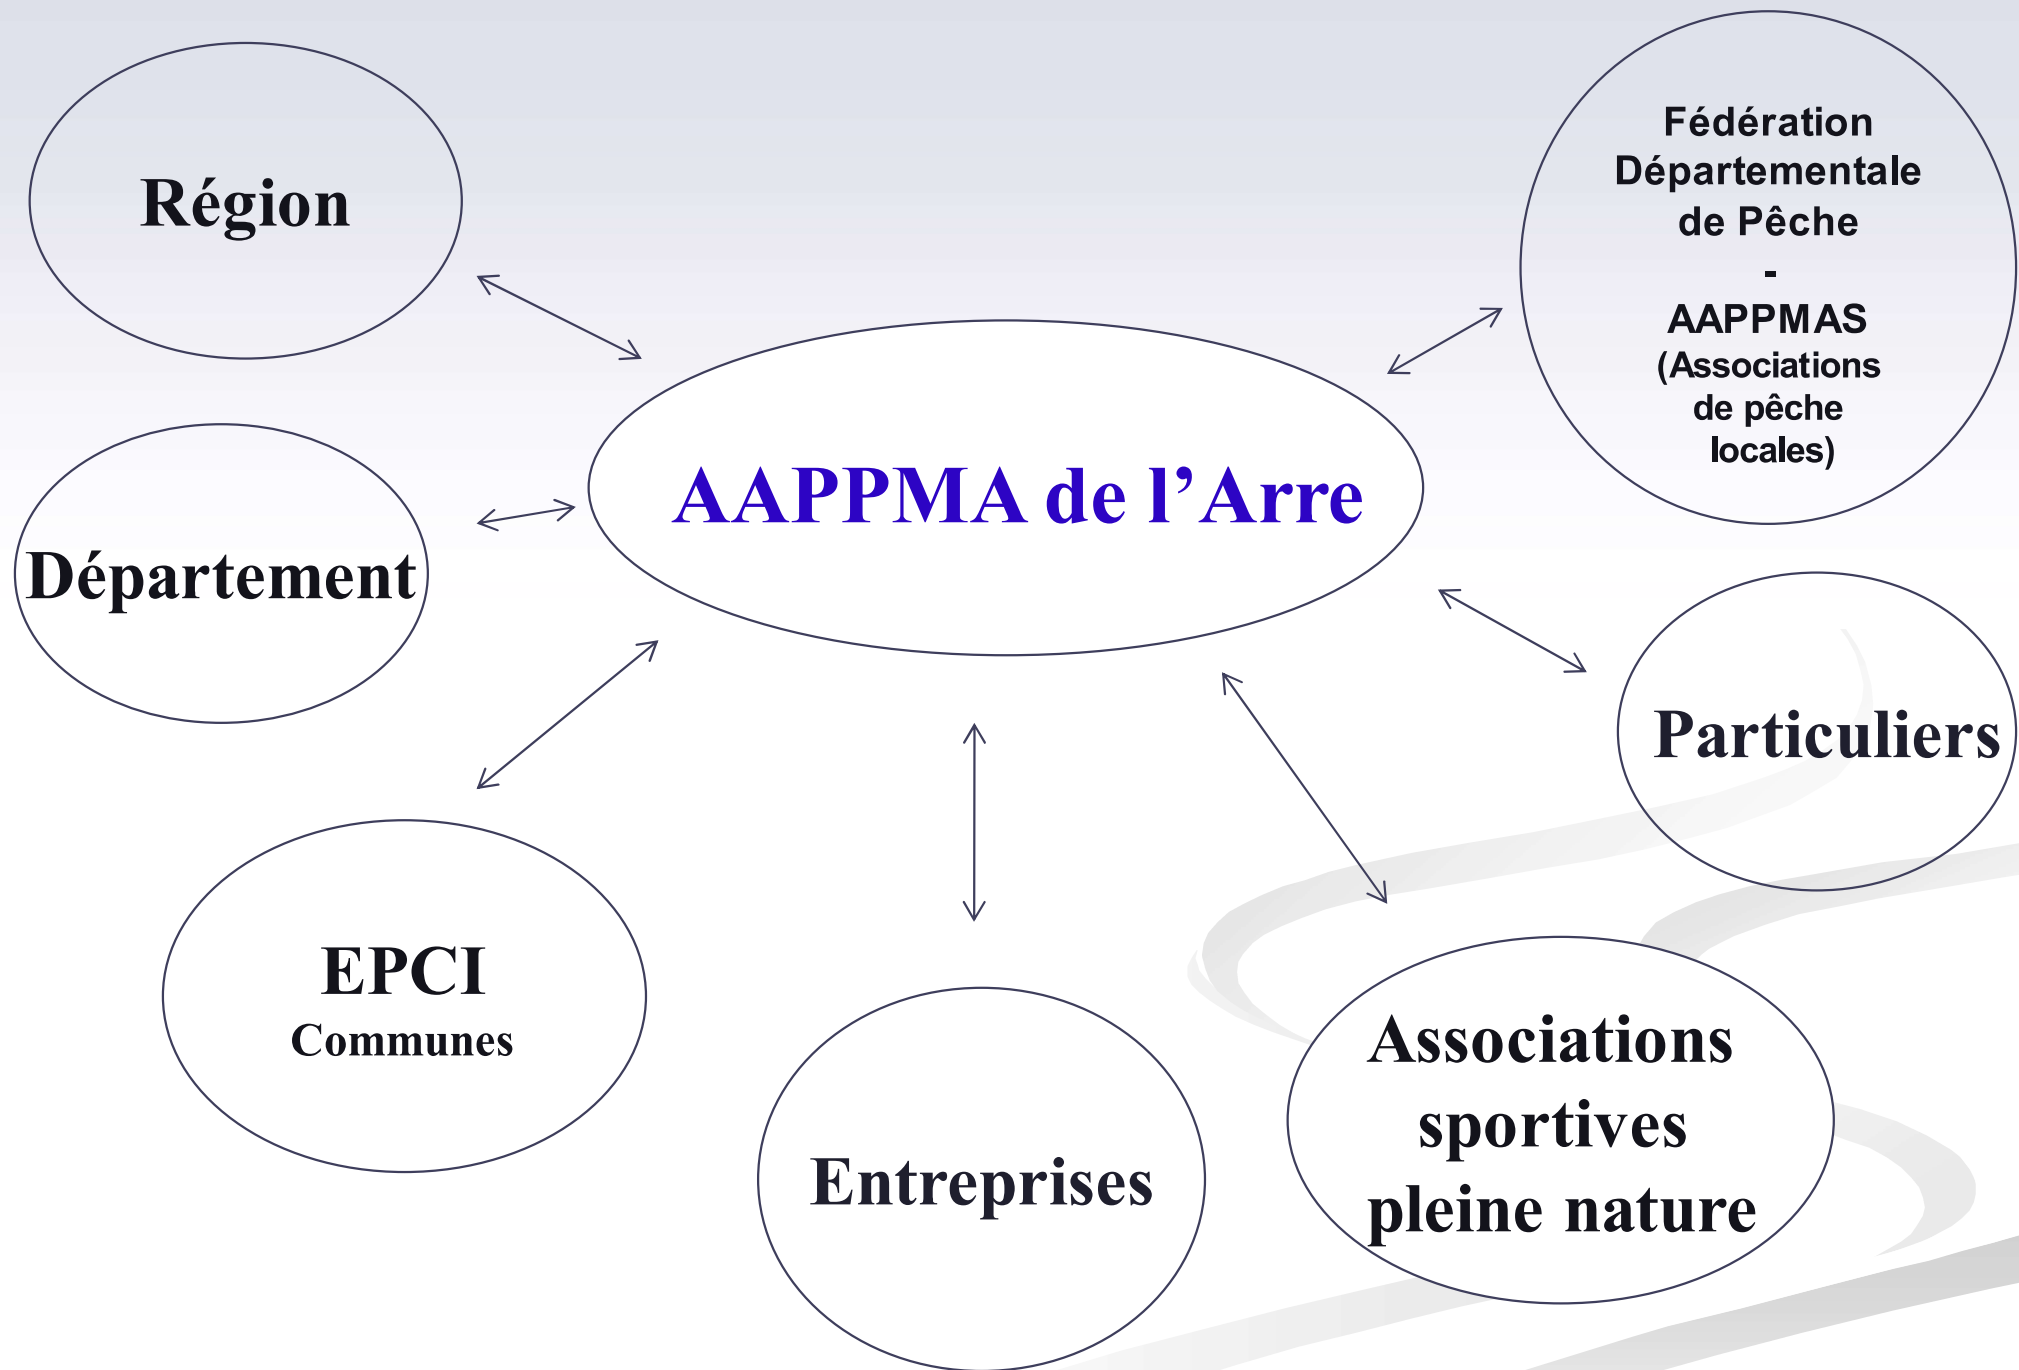 Région
Fédération
Départementale
de Pêche
-
AAPPMAS
(Associations
de pêche
locales)
AAPPMA de l’Arre
Département
Particuliers
EPCI
Communes
Entreprises
Associations
sportives
pleine nature